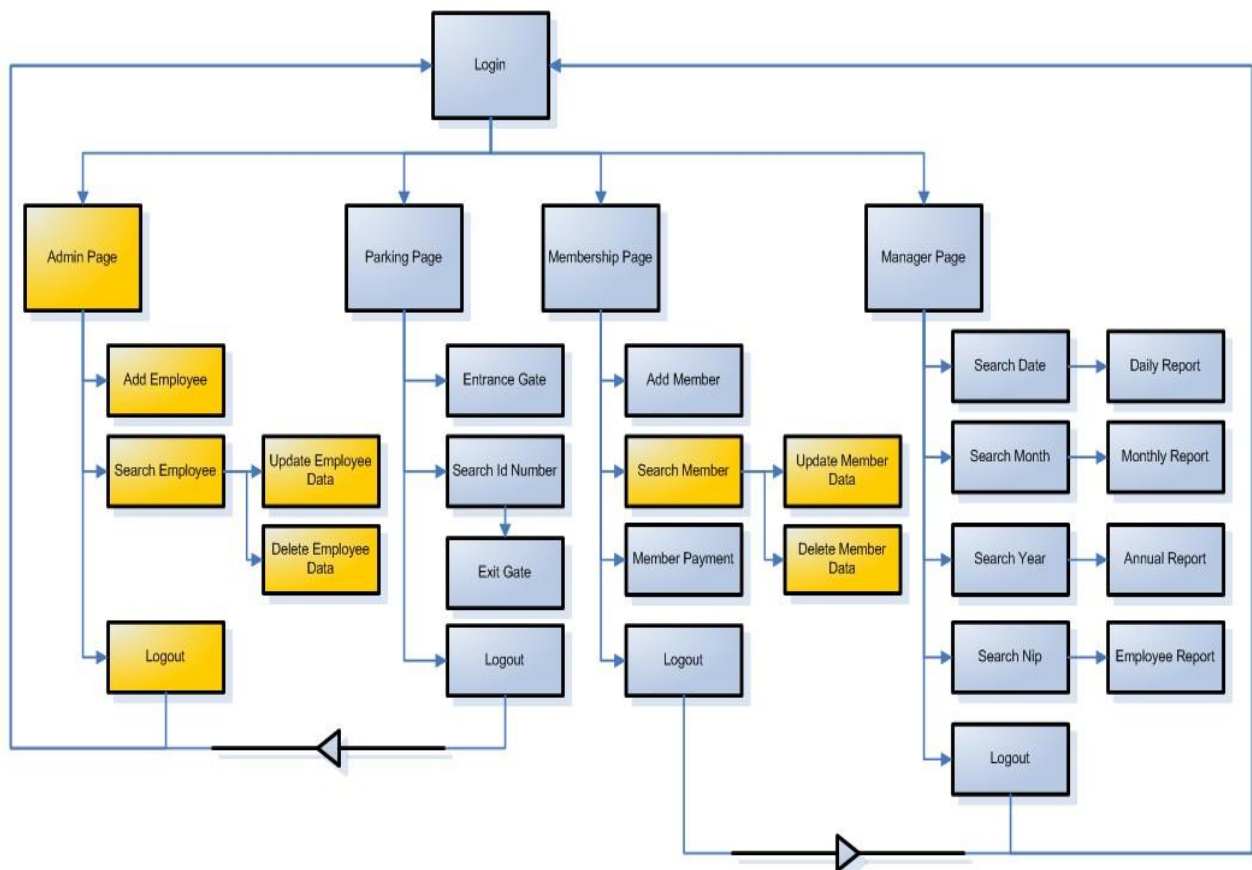 Login
Admin Page
Parking Page
Membership Page
Manager Page
Add Employee
Search Employee
Update Employee
Data
Delete Employee
Data
Logout
Entrance Gate
Search Id Number
Exit Gate
Logout
Add Member
Search Member
Update Member
Data
Delete Member
Data
Member Payment
Logout
Search Date
Daily Report
Search Month
Monthly Report
Search Year
Annual Report
Search Nip
Employee Report
Logout